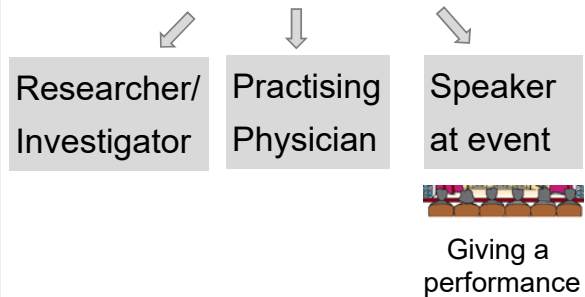 Researcher/
Investigator
Practising
Physician
Speaker
at event
Giving a
performance